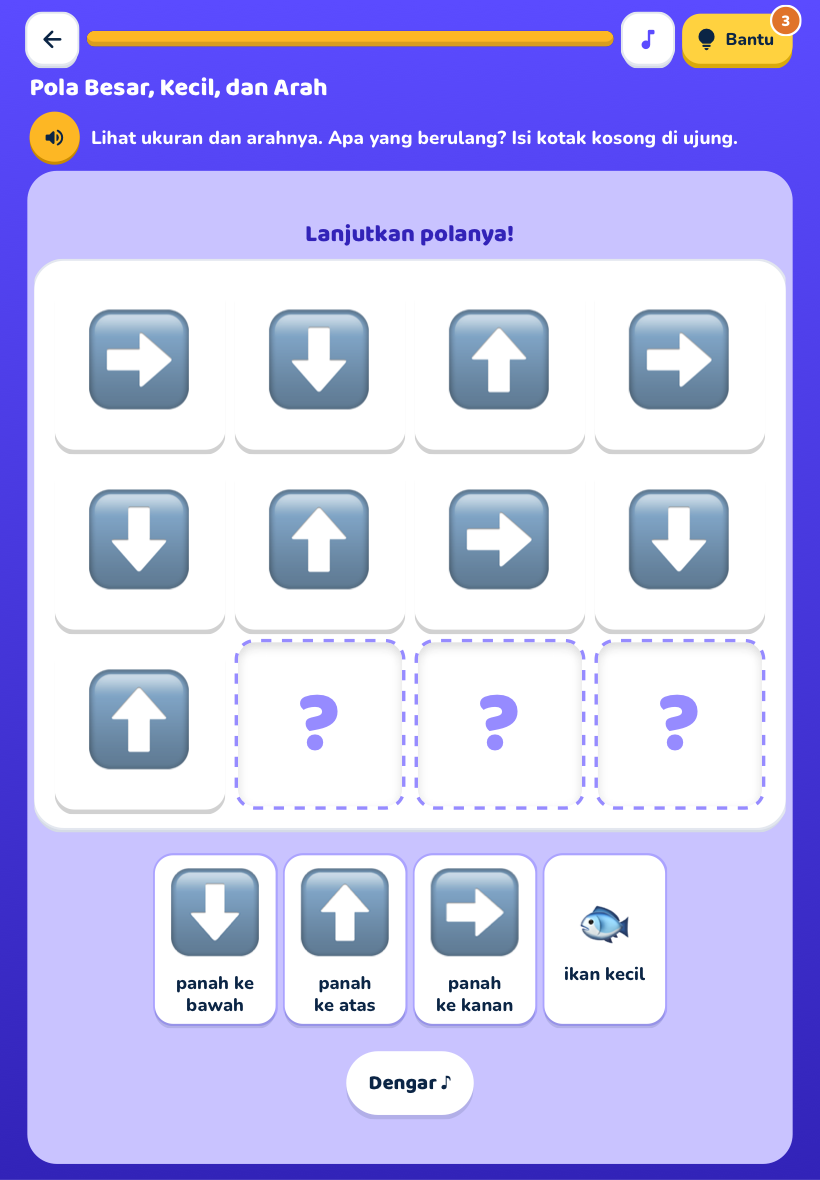 Bantu
3
Pola Besar, Kecil, dan Arah
Lihat ukuran dan arahnya. Apa yang berulang? Isi kotak kosong di ujung.
Lanjutkan polanya!
? ? ?
panah ke
bawah
panah
ke atas
panah
ke kanan
ikan kecil
Dengar ♪